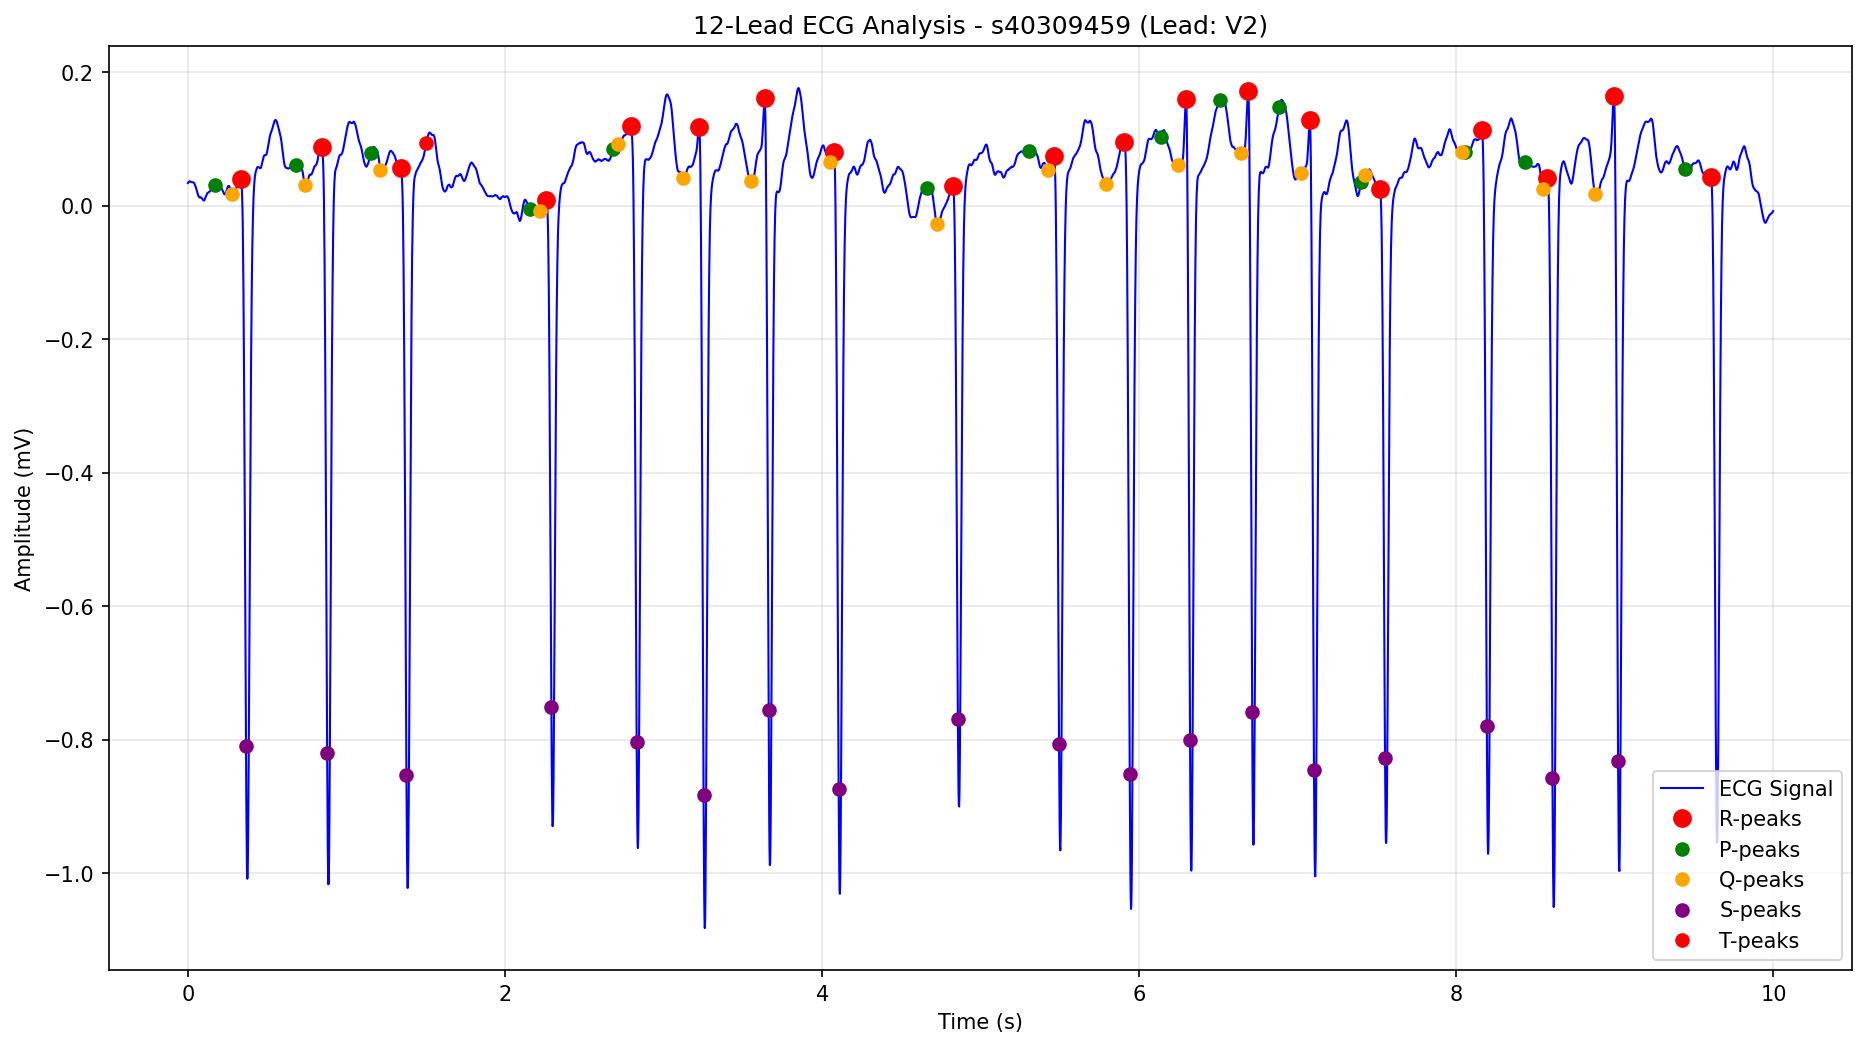 12-Lead ECG Analysis - s40309459 (Lead: V2)
Amplitude (mV)
0.2
0.0
−0.2
−0.4
−0.6
−0.8
−1.0
0
2
4
6
8
10
Time (s)
ECG Signal
R-peaks
P-peaks
Q-peaks
S-peaks
T-peaks